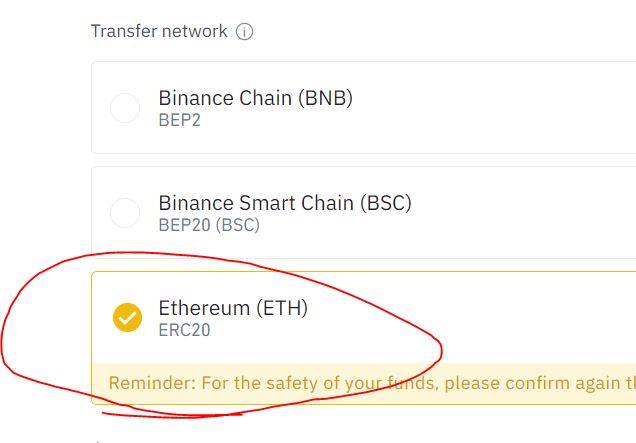 Transfer network
Binance Chain (BNB)
BEP2
Binance Smart Chain (BSC)
BEP20 (BSC)
Ethereum (ETH)
ERC20
Reminder: For the safety of your funds, please confirm again